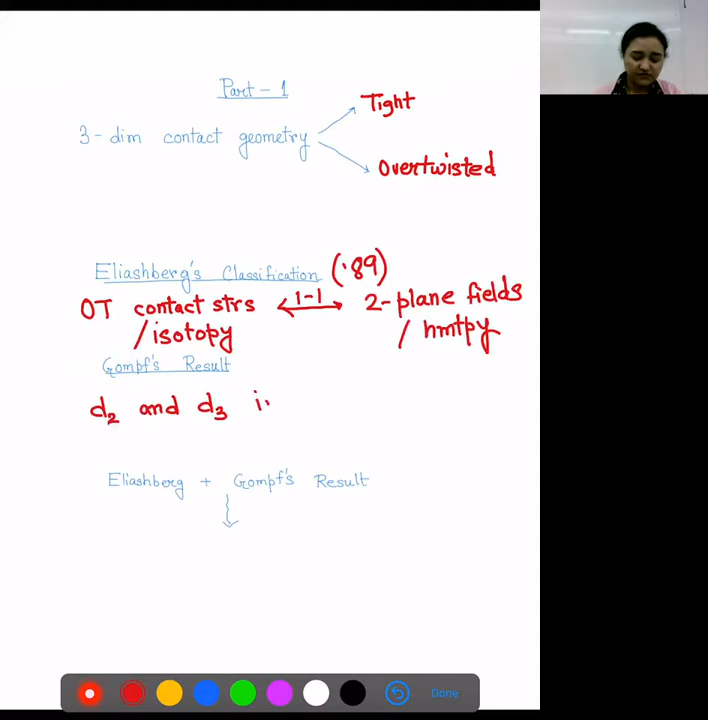 Part - 1
Tight
3-dim contact geometry
Overtwisted
Eliashberg's Classification ('89)
OT contact strs <-1-1-> 2-plane fields
/isotopy / hmtpy
Gompf's Result
d₂ and d₃ i
Eliashberg + Gompf's Result
Done